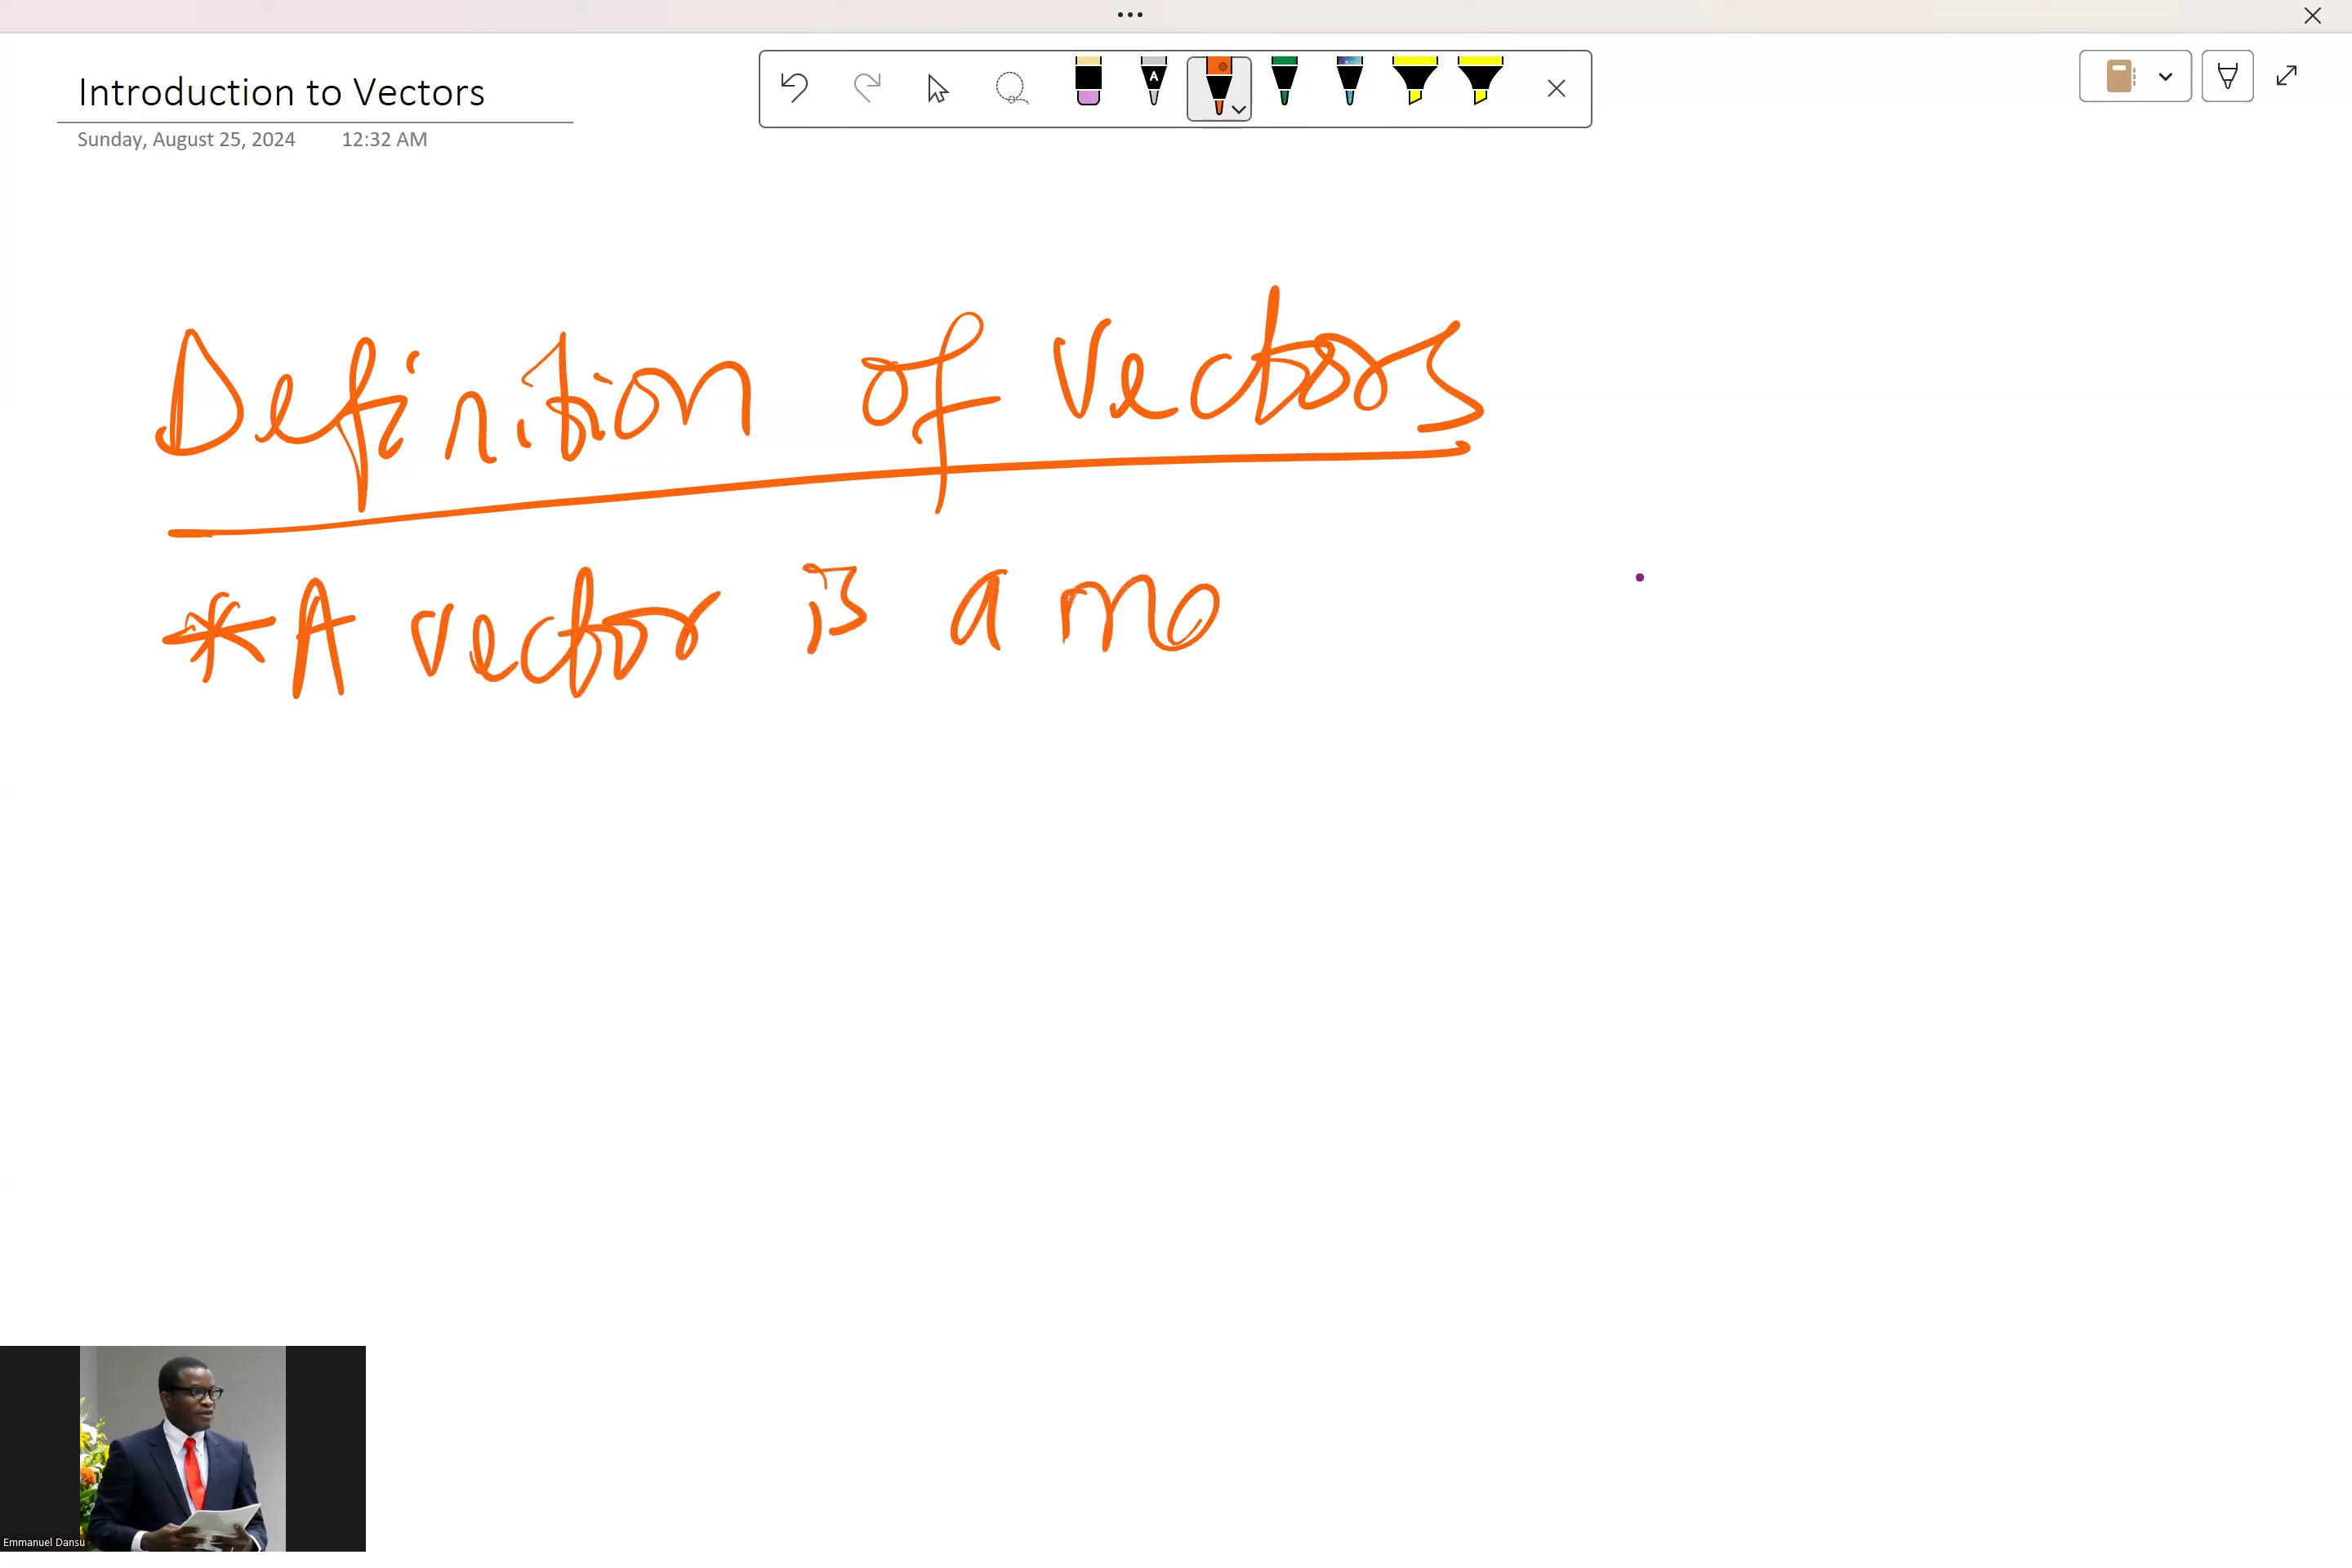 Introduction to Vectors
Sunday, August 25, 2024 12:32 AM
A
Definition of vectors
* A vector is a mo
Emmanuel Dansu